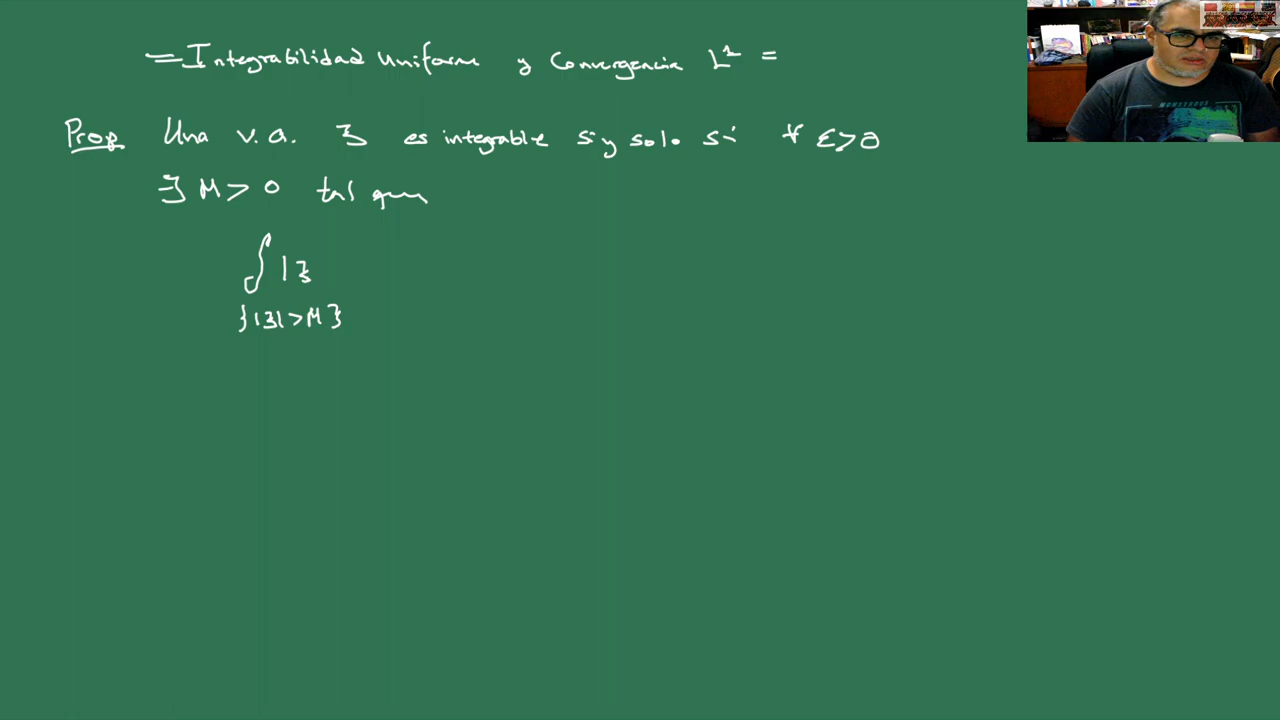 = Integrabilidad Uniforme y Convergencia L¹ =
Prop Una v.a. ξ es integrable si y solo si ∀ ε>0
∃ M > 0 tal que
∫ |ξ
{|ξ|>M}